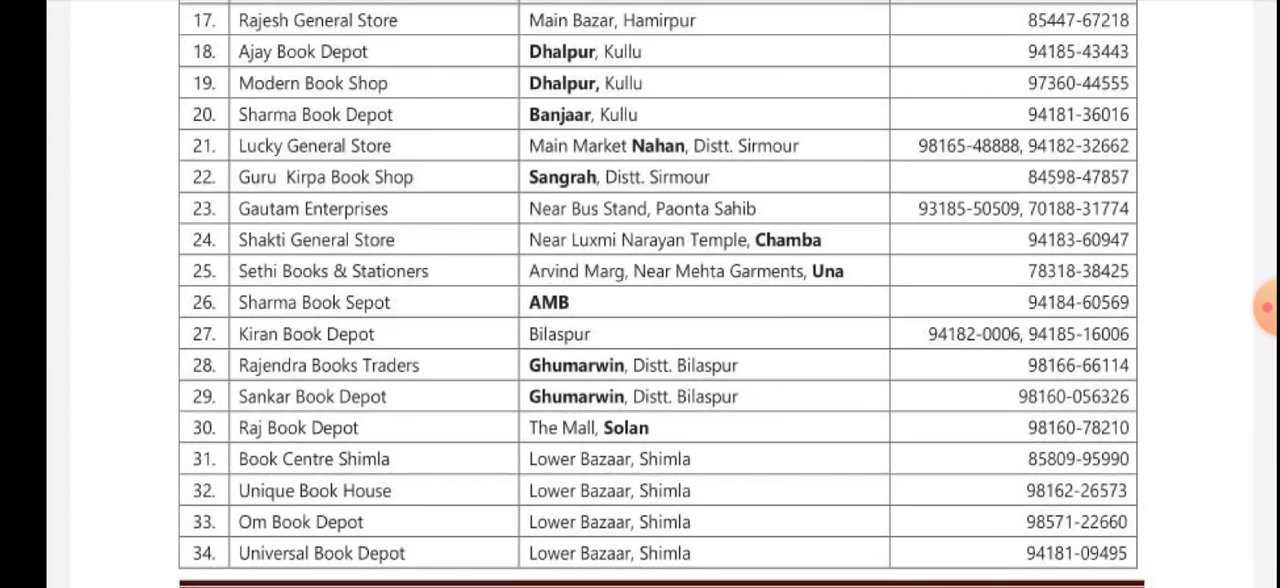 17. Rajesh General Store Main Bazar, Hamirpur 85447-67218
18. Ajay Book Depot Dhalpur, Kullu 94185-43443
19. Modern Book Shop Dhalpur, Kullu 97360-44555
20. Sharma Book Depot Banjaar, Kullu 94181-36016
21. Lucky General Store Main Market Nahan, Distt. Sirmour 98165-48888, 94182-32662
22. Guru Kirpa Book Shop Sangrah, Distt. Sirmour 84598-47857
23. Gautam Enterprises Near Bus Stand, Paonta Sahib 93185-50509, 70188-31774
24. Shakti General Store Near Luxmi Narayan Temple, Chamba 94183-60947
25. Sethi Books & Stationers Arvind Marg, Near Mehta Garments, Una 78318-38425
26. Sharma Book Sepot AMB 94184-60569
27. Kiran Book Depot Bilaspur 94182-0006, 94185-16006
28. Rajendra Books Traders Ghumarwin, Distt. Bilaspur 98166-66114
29. Sankar Book Depot Ghumarwin, Distt. Bilaspur 98160-056326
30. Raj Book Depot The Mall, Solan 98160-78210
31. Book Centre Shimla Lower Bazaar, Shimla 85809-95990
32. Unique Book House Lower Bazaar, Shimla 98162-26573
33. Om Book Depot Lower Bazaar, Shimla 98571-22660
34. Universal Book Depot Lower Bazaar, Shimla 94181-09495